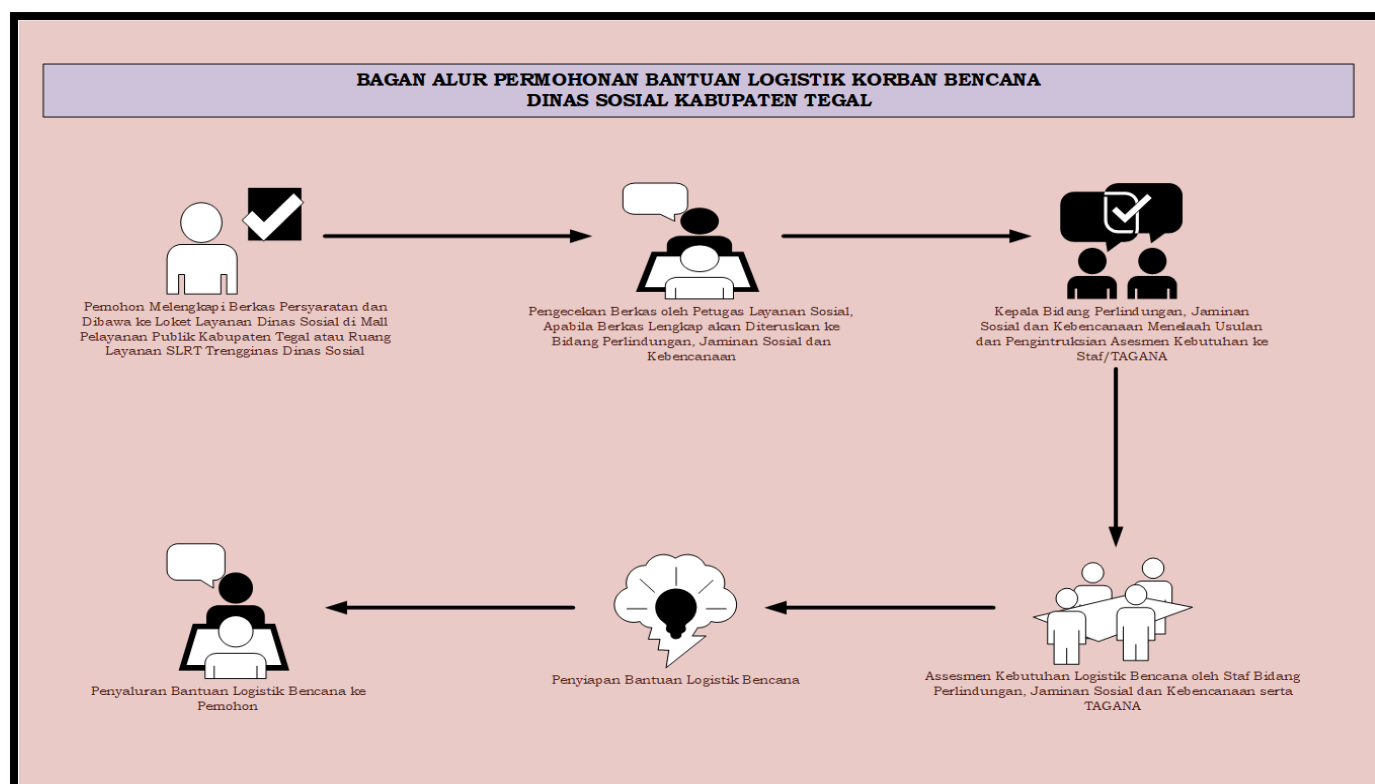 BAGAN ALUR PERMOHONAN BANTUAN LOGISTIK KORBAN BENCANA
DINAS SOSIAL KABUPATEN TEGAL
Pemohon Melengkapi Berkas Persyaratan dan
Dibawa ke Loket Layanan Dinas Sosial di Mall
Pelayanan Publik Kabupaten Tegal atau Ruang
Layanan SLRT Trengginas Dinas Sosial
Pengecekan Berkas oleh Petugas Layanan Sosial,
Apabila Berkas Lengkap akan Diteruskan ke
Bidang Perlindungan, Jaminan Sosial dan
Kebencanaan
Kepala Bidang Perlindungan, Jaminan
Sosial dan Kebencanaan Menelaah Usulan
dan Pengintruksian Asesmen Kebutuhan ke
Staf/TAGANA
Assesmen Kebutuhan Logistik Bencana oleh Staf Bidang
Perlindungan, Jaminan Sosial dan Kebencanaan serta
TAGANA
Penyiapan Bantuan Logistik Bencana
Penyaluran Bantuan Logistik Bencana ke
Pemohon